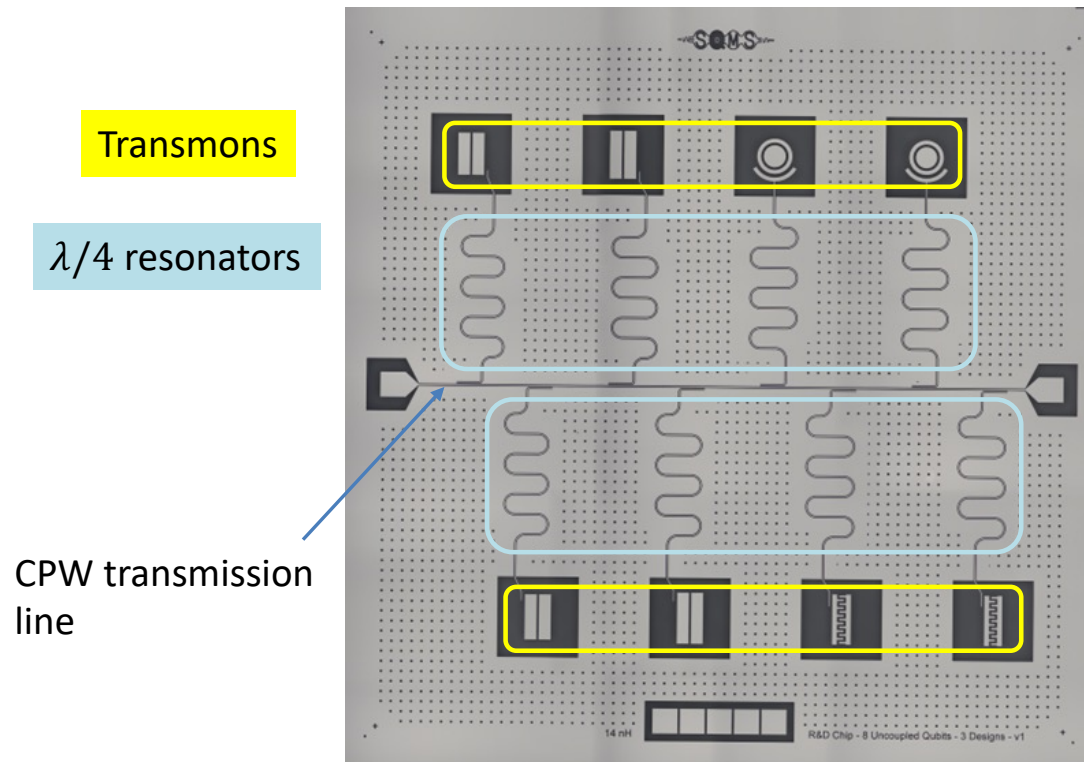 SQMS
Transmons
λ/4 resonators
CPW transmission
line
14 nH
R&D Chip - 8 Uncoupled Qubits - 3 Designs - v1